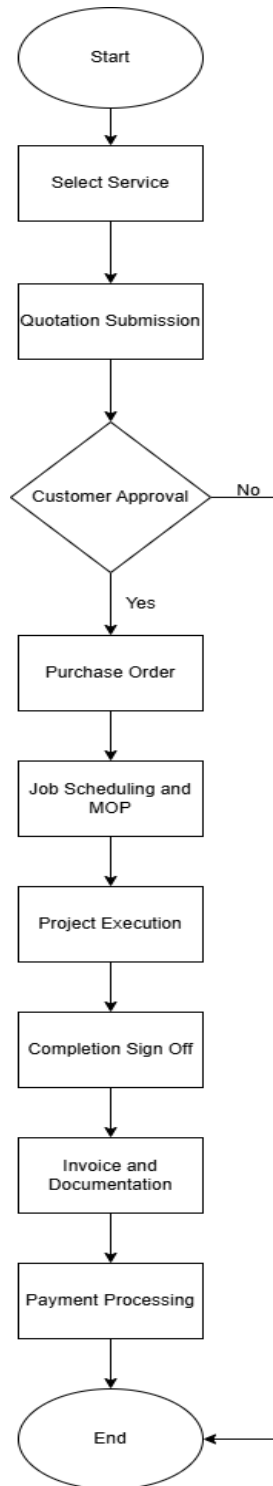 Start
Select Service
Quotation Submission
Customer Approval
No
Yes
Purchase Order
Job Scheduling and
MOP
Project Execution
Completion Sign Off
Invoice and
Documentation
Payment Processing
End